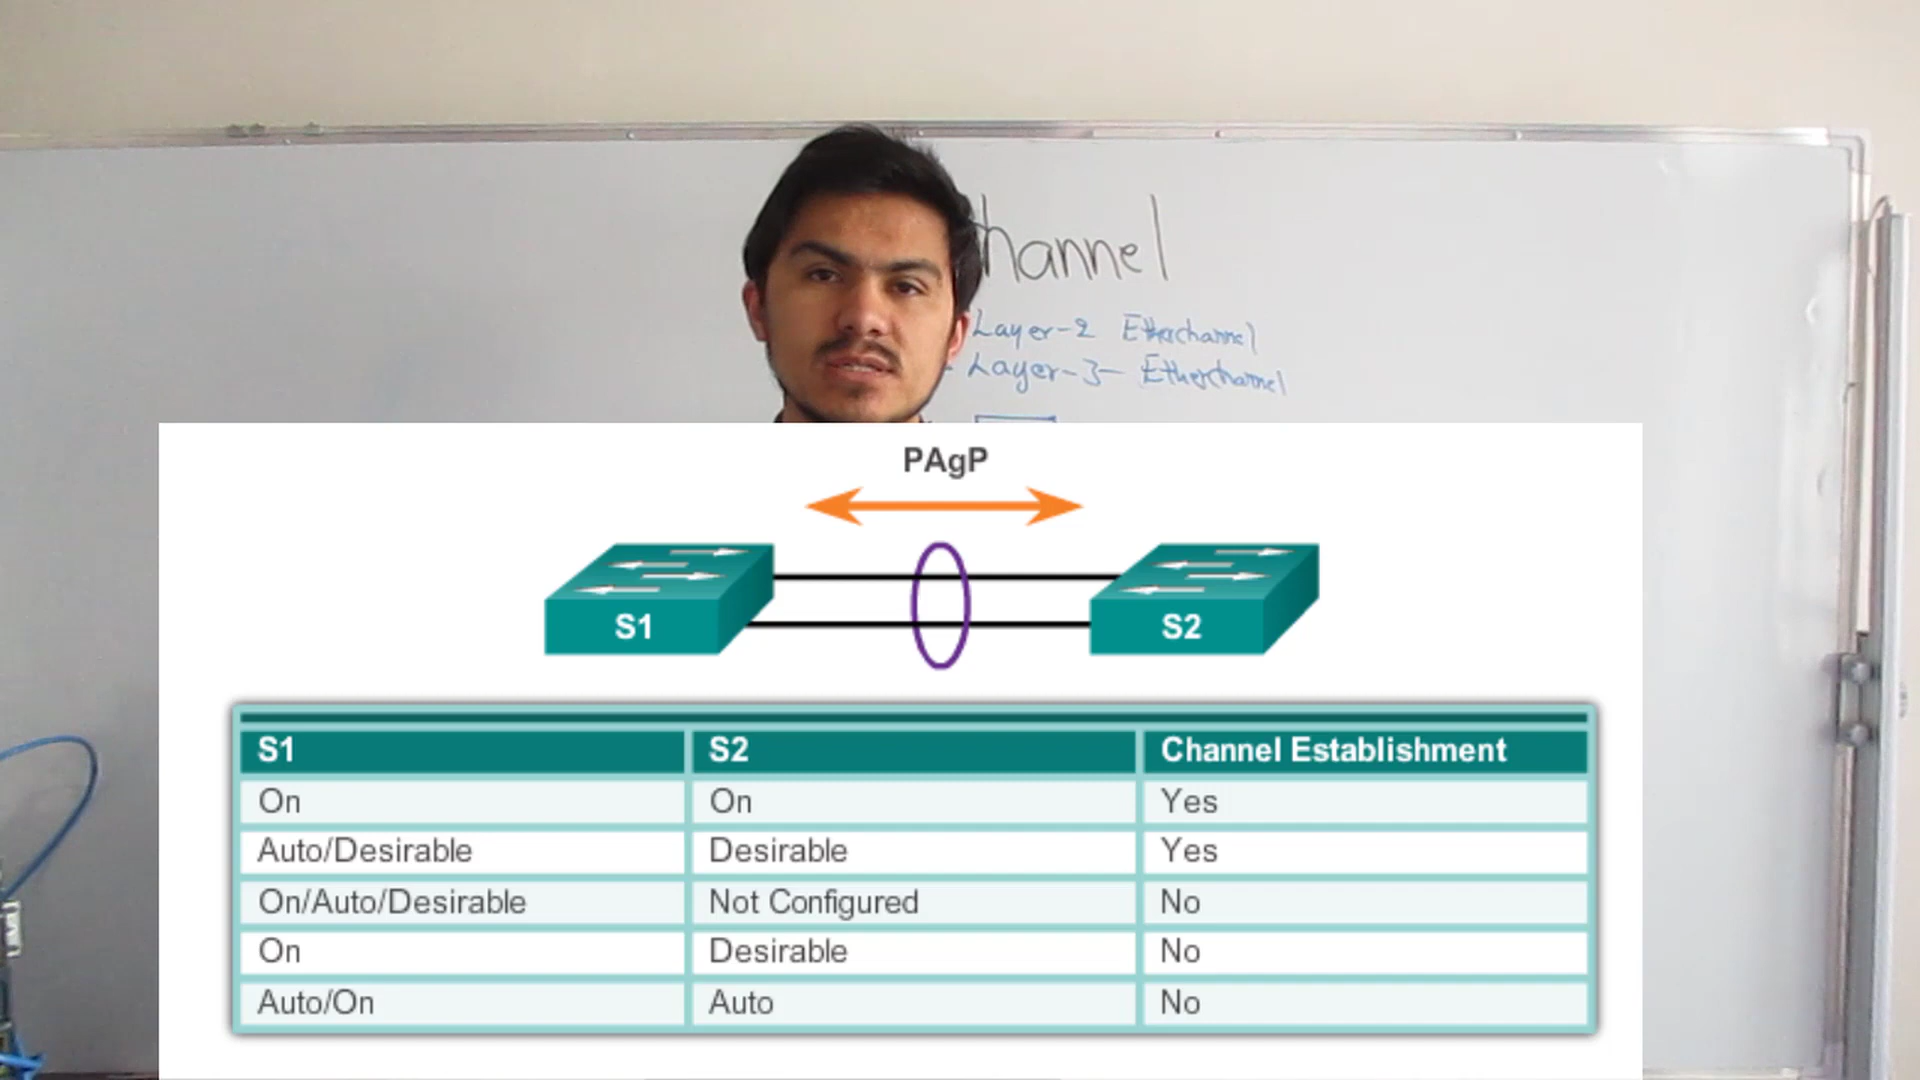 hannel
Layer-2 Etherchannel
- Layer-3- Etherchannel
PAgP
S1
S2
S1 S2 Channel Establishment
On On Yes
Auto/Desirable Desirable Yes
On/Auto/Desirable Not Configured No
On Desirable No
Auto/On Auto No